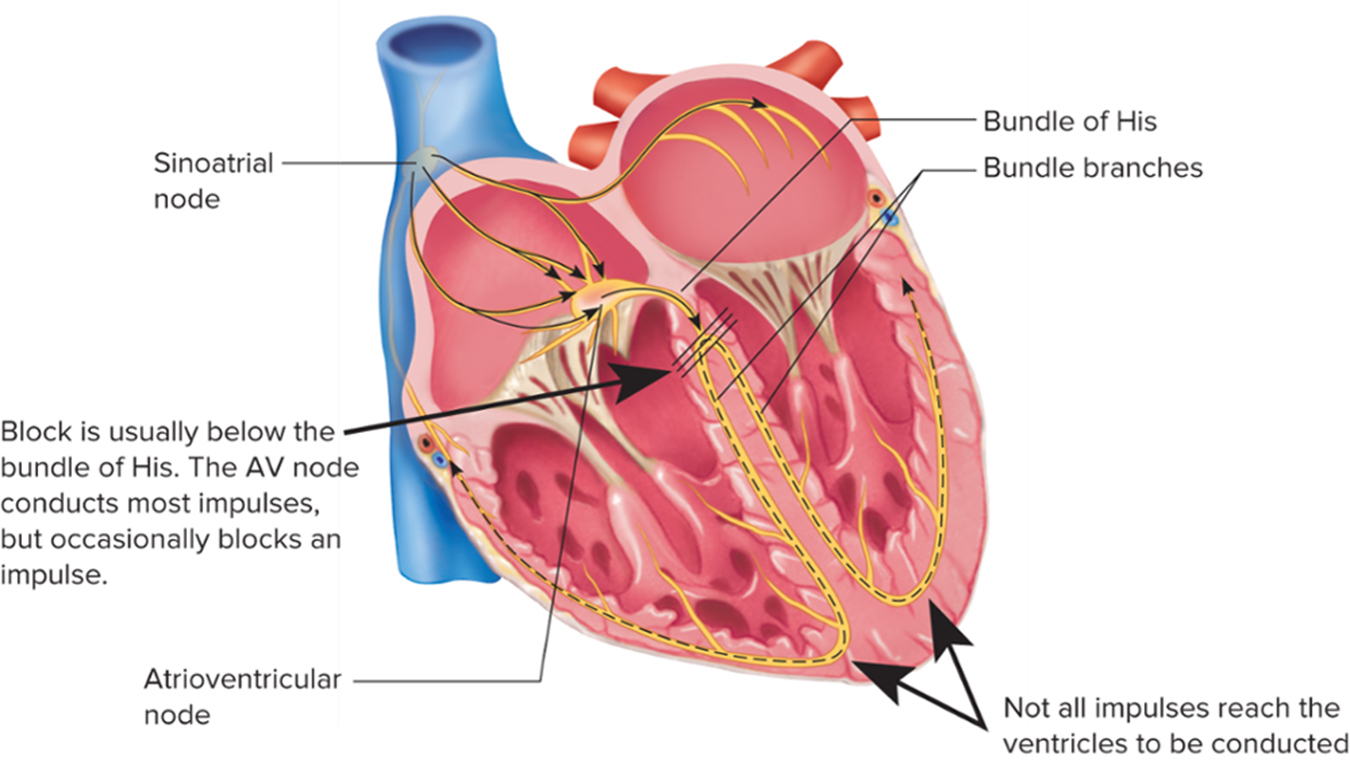 Bundle of His
Sinoatrial
node
Bundle branches
Block is usually below the
bundle of His. The AV node
conducts most impulses,
but occasionally blocks an
impulse.
Atrioventricular
node
Not all impulses reach the
ventricles to be conducted